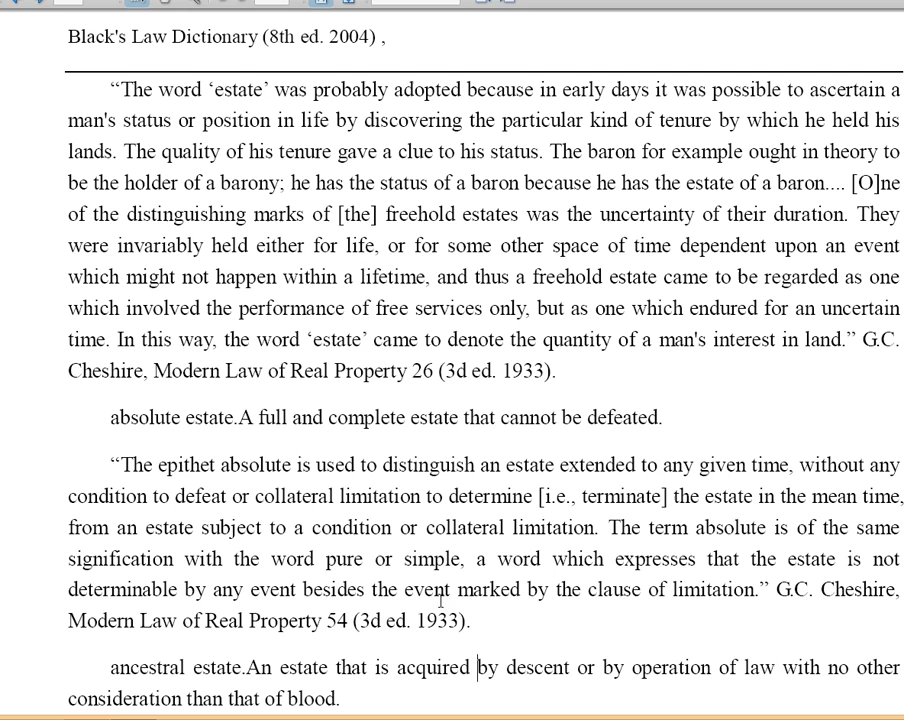 Black's Law Dictionary (8th ed. 2004) ,
“The word ‘estate’ was probably adopted because in early days it was possible to ascertain a
man's status or position in life by discovering the particular kind of tenure by which he held his
lands. The quality of his tenure gave a clue to his status. The baron for example ought in theory to
be the holder of a barony; he has the status of a baron because he has the estate of a baron.... [O]ne
of the distinguishing marks of [the] freehold estates was the uncertainty of their duration. They
were invariably held either for life, or for some other space of time dependent upon an event
which might not happen within a lifetime, and thus a freehold estate came to be regarded as one
which involved the performance of free services only, but as one which endured for an uncertain
time. In this way, the word ‘estate’ came to denote the quantity of a man's interest in land.” G.C.
Cheshire, Modern Law of Real Property 26 (3d ed. 1933).
absolute estate.A full and complete estate that cannot be defeated.
“The epithet absolute is used to distinguish an estate extended to any given time, without any
condition to defeat or collateral limitation to determine [i.e., terminate] the estate in the mean time,
from an estate subject to a condition or collateral limitation. The term absolute is of the same
signification with the word pure or simple, a word which expresses that the estate is not
determinable by any event besides the event marked by the clause of limitation.” G.C. Cheshire,
Modern Law of Real Property 54 (3d ed. 1933).
ancestral estate.An estate that is acquired by descent or by operation of law with no other
consideration than that of blood.